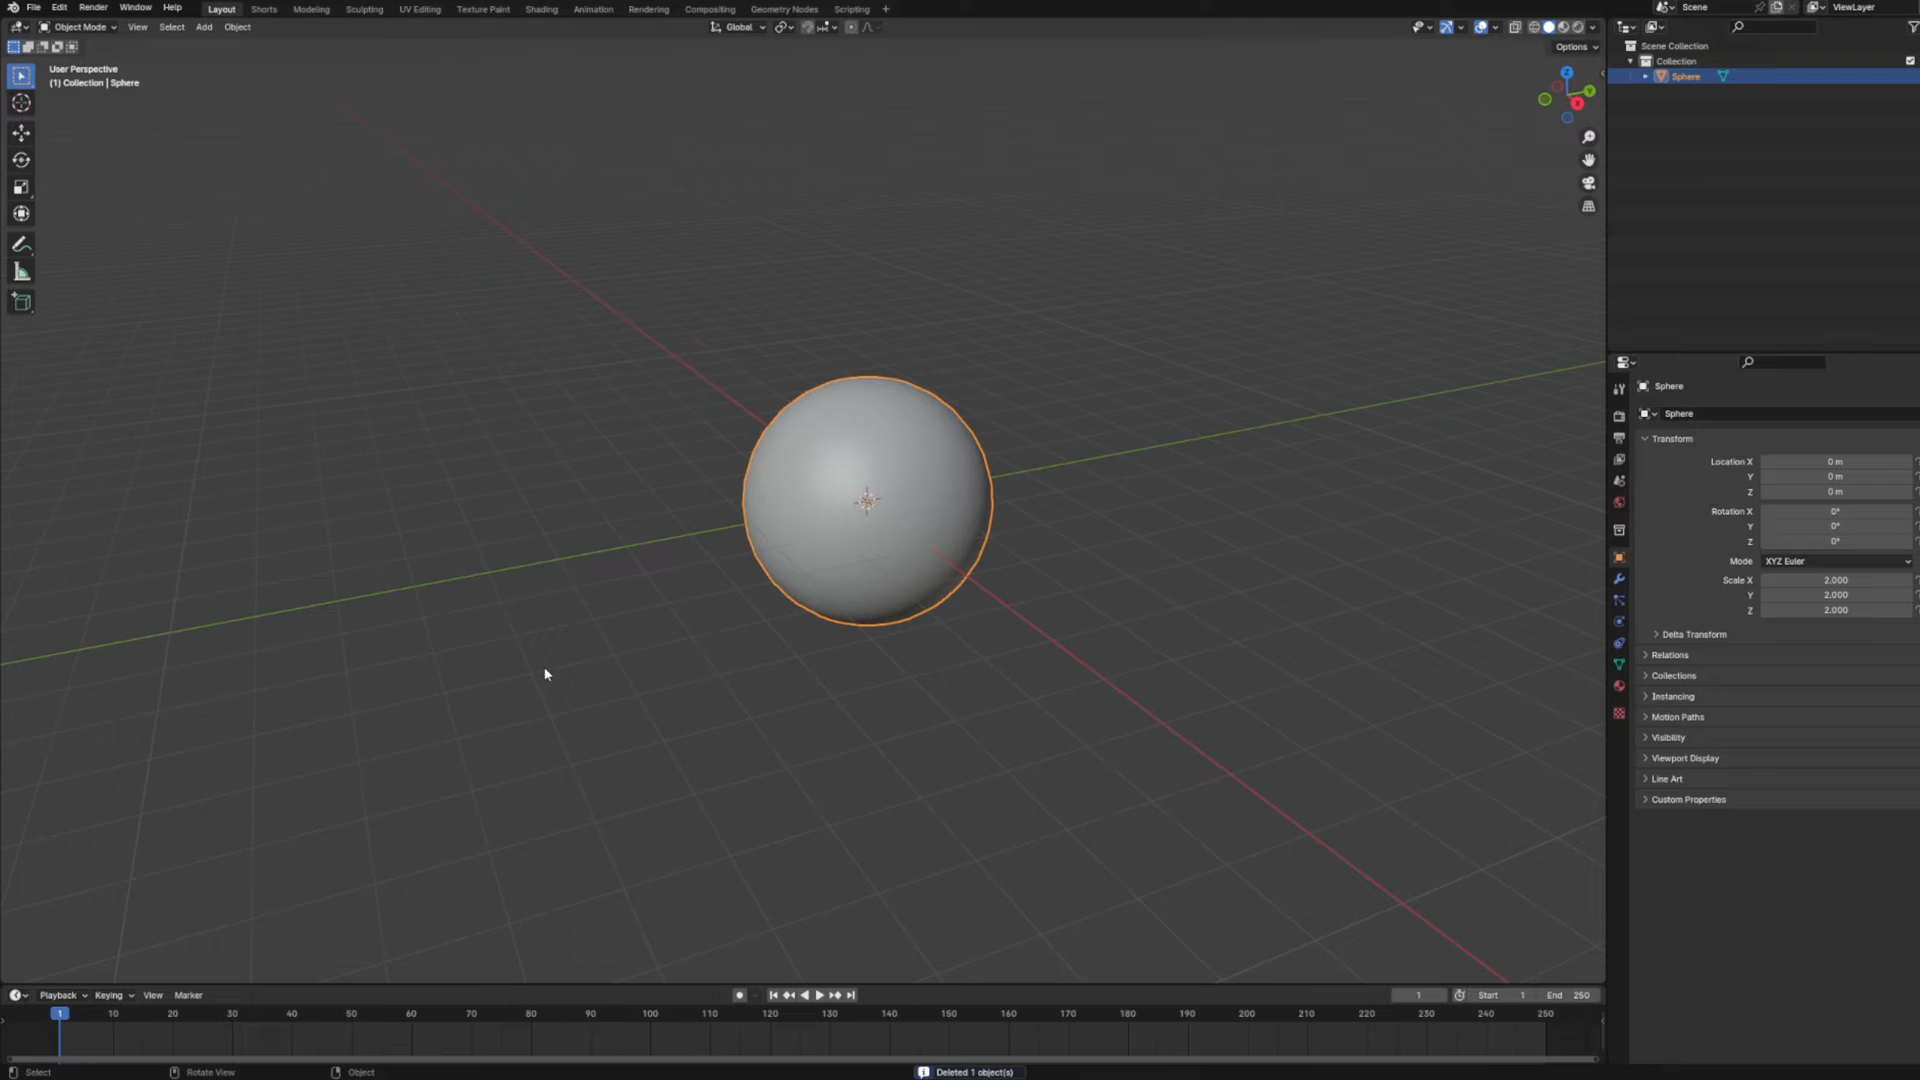 File Edit Render Window Help Layout Shorts Modeling Sculpting UV Editing Texture Paint Shading Animation Rendering Compositing Geometry Nodes Scripting + Scene ViewLayer
Object Mode View Select Add Object Global
Options
User Perspective
(1) Collection | Sphere
Z
Y
X
Scene Collection
Collection
Sphere
Sphere
Sphere
Transform
Location X 0 m
Y 0 m
Z 0 m
Rotation X 0°
Y 0°
Z 0°
Mode XYZ Euler
Scale X 2.000
Y 2.000
Z 2.000
Delta Transform
Relations
Collections
Instancing
Motion Paths
Visibility
Viewport Display
Line Art
Custom Properties
Playback Keying View Marker 1 Start 1 End 250
1 10 20 30 40 50 60 70 80 90 100 110 120 130 140 150 160 170 180 190 200 210 220 230 240 250
Select Rotate View Object Deleted 1 object(s)